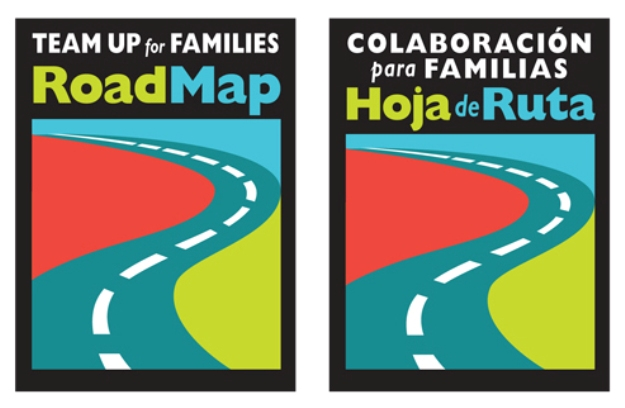 TEAM UP for FAMILIES
RoadMap
COLABORACIÓN
para FAMILIAS
Hoja de Ruta